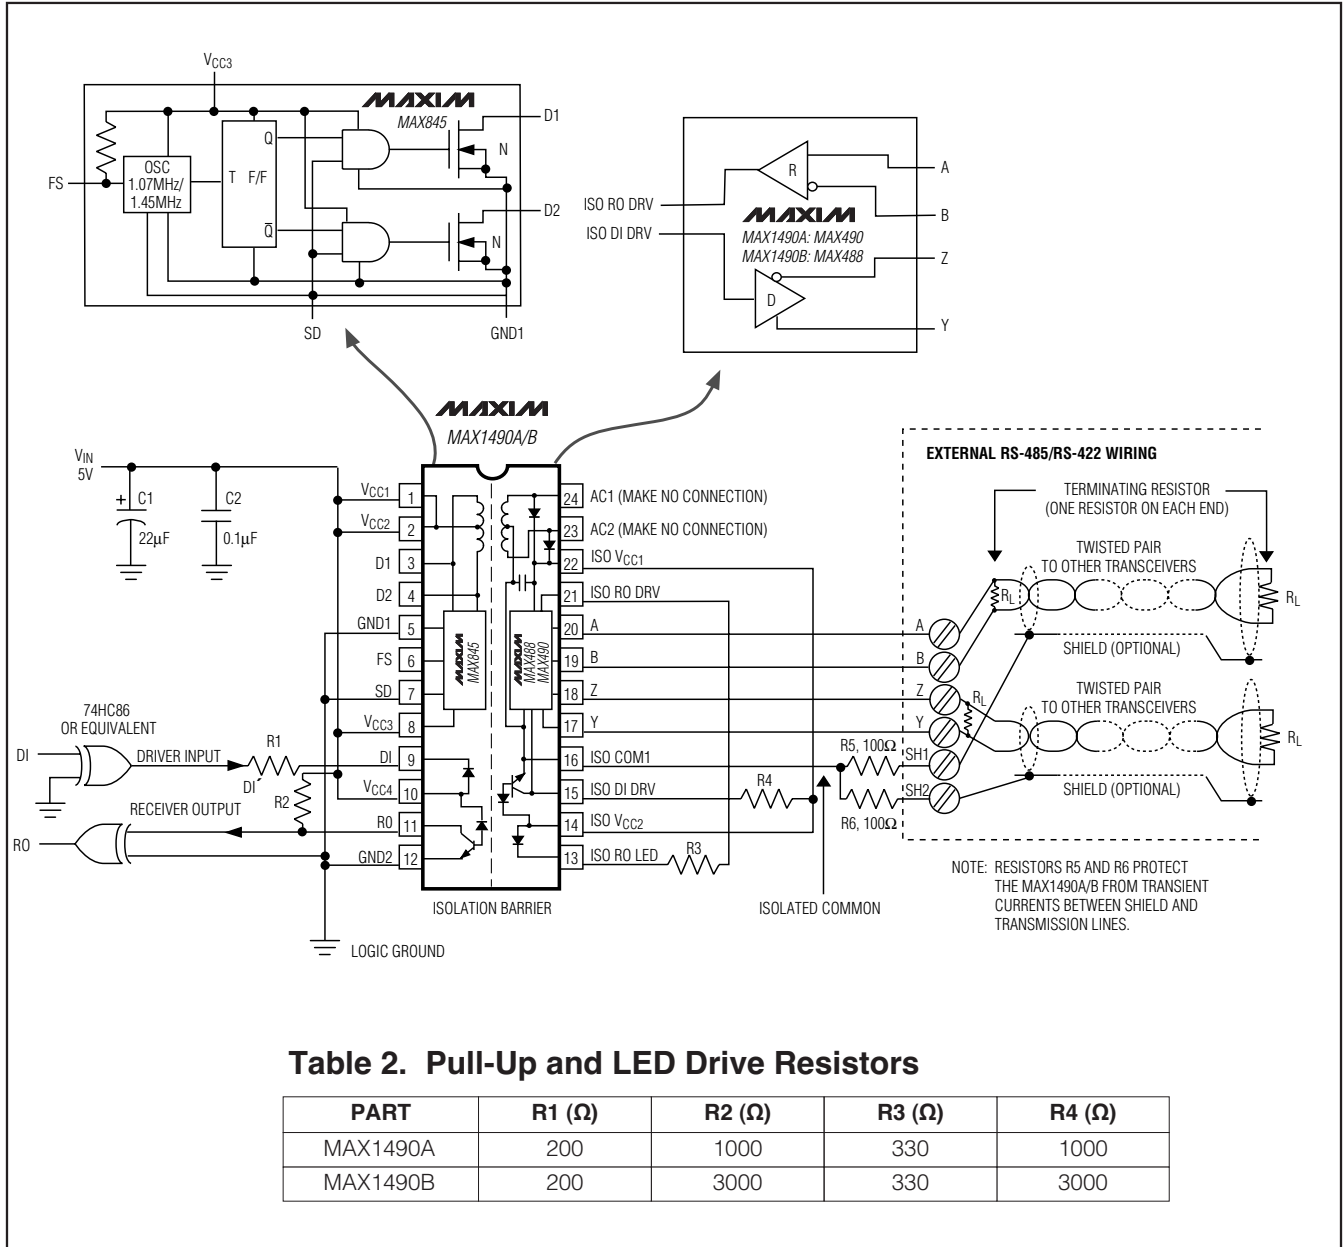 VCC3
MAXIM
MAX845
D1
Q
N
OSC
1.07MHz/
1.45MHz
T F/F
FS
D2
Q̅
N
SD
GND1
A
R
ISO RO DRV
B
MAXIM
ISO DI DRV
MAX1490A: MAX490
MAX1490B: MAX488
Z
D
Y
MAXIM
MAX1490A/B
VIN
5V
+ C1
22µF
C2
0.1µF
VCC1 1
VCC2 2
D1 3
D2 4
GND1 5
FS 6
SD 7
VCC3 8
DI 9
VCC4 10
RO 11
GND2 12
MAXIM
MAX845
MAXIM
MAX488
MAX490
24 AC1 (MAKE NO CONNECTION)
23 AC2 (MAKE NO CONNECTION)
22 ISO VCC1
21 ISO RO DRV
20 A
19 B
18 Z
17 Y
16 ISO COM1
15 ISO DI DRV
14 ISO VCC2
13 ISO RO LED
74HC86
OR EQUIVALENT
DI
DRIVER INPUT
R1
DI´
R2
RECEIVER OUTPUT
RO
ISOLATION BARRIER
LOGIC GROUND
R4
R3
R5, 100Ω
R6, 100Ω
ISOLATED COMMON
EXTERNAL RS-485/RS-422 WIRING
TERMINATING RESISTOR
(ONE RESISTOR ON EACH END)
TWISTED PAIR
TO OTHER TRANSCEIVERS
RL
RL
A
SHIELD (OPTIONAL)
B
Z
RL
TWISTED PAIR
TO OTHER TRANSCEIVERS
Y
RL
SH1
SHIELD (OPTIONAL)
SH2
NOTE: RESISTORS R5 AND R6 PROTECT
THE MAX1490A/B FROM TRANSIENT
CURRENTS BETWEEN SHIELD AND
TRANSMISSION LINES.
Table 2. Pull-Up and LED Drive Resistors
PART R1 (Ω) R2 (Ω) R3 (Ω) R4 (Ω)
MAX1490A 200 1000 330 1000
MAX1490B 200 3000 330 3000